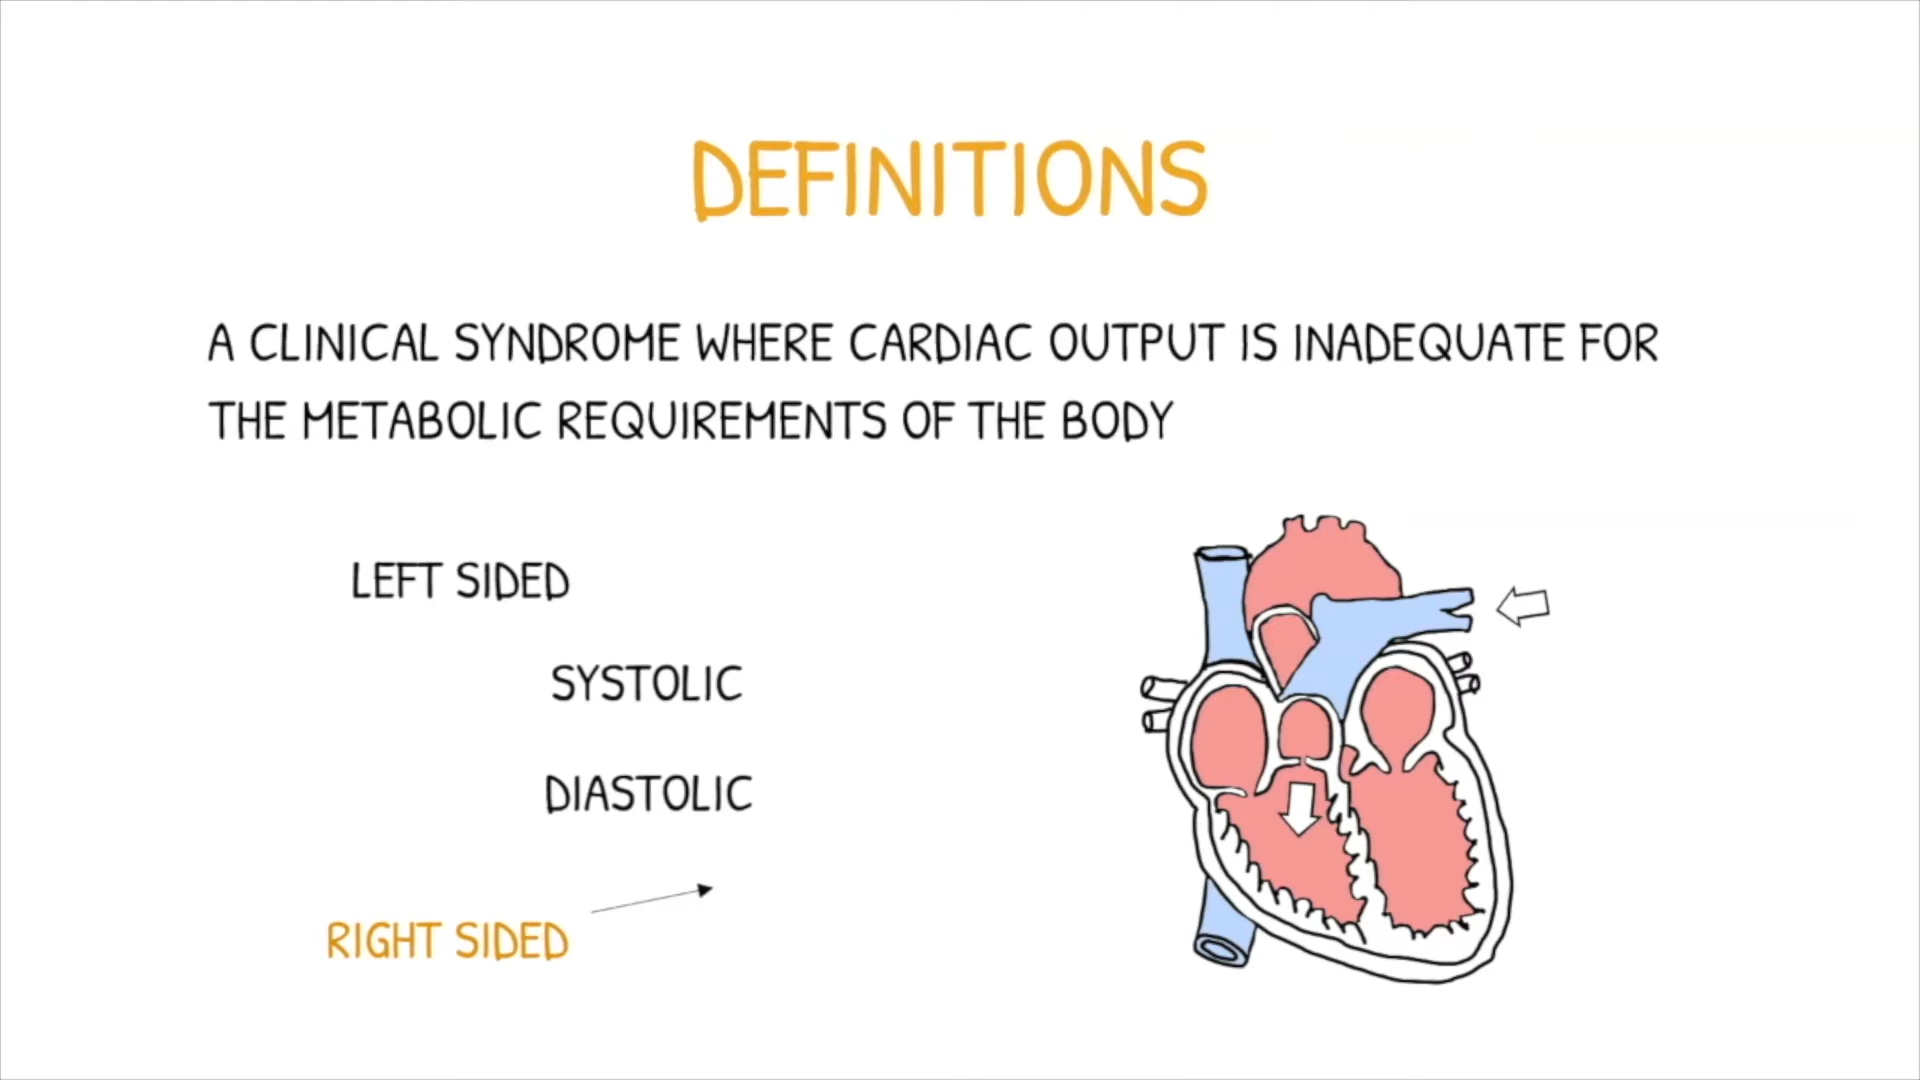 DEFINITIONS
A CLINICAL SYNDROME WHERE CARDIAC OUTPUT IS INADEQUATE FOR
THE METABOLIC REQUIREMENTS OF THE BODY
LEFT SIDED
SYSTOLIC
DIASTOLIC
RIGHT SIDED